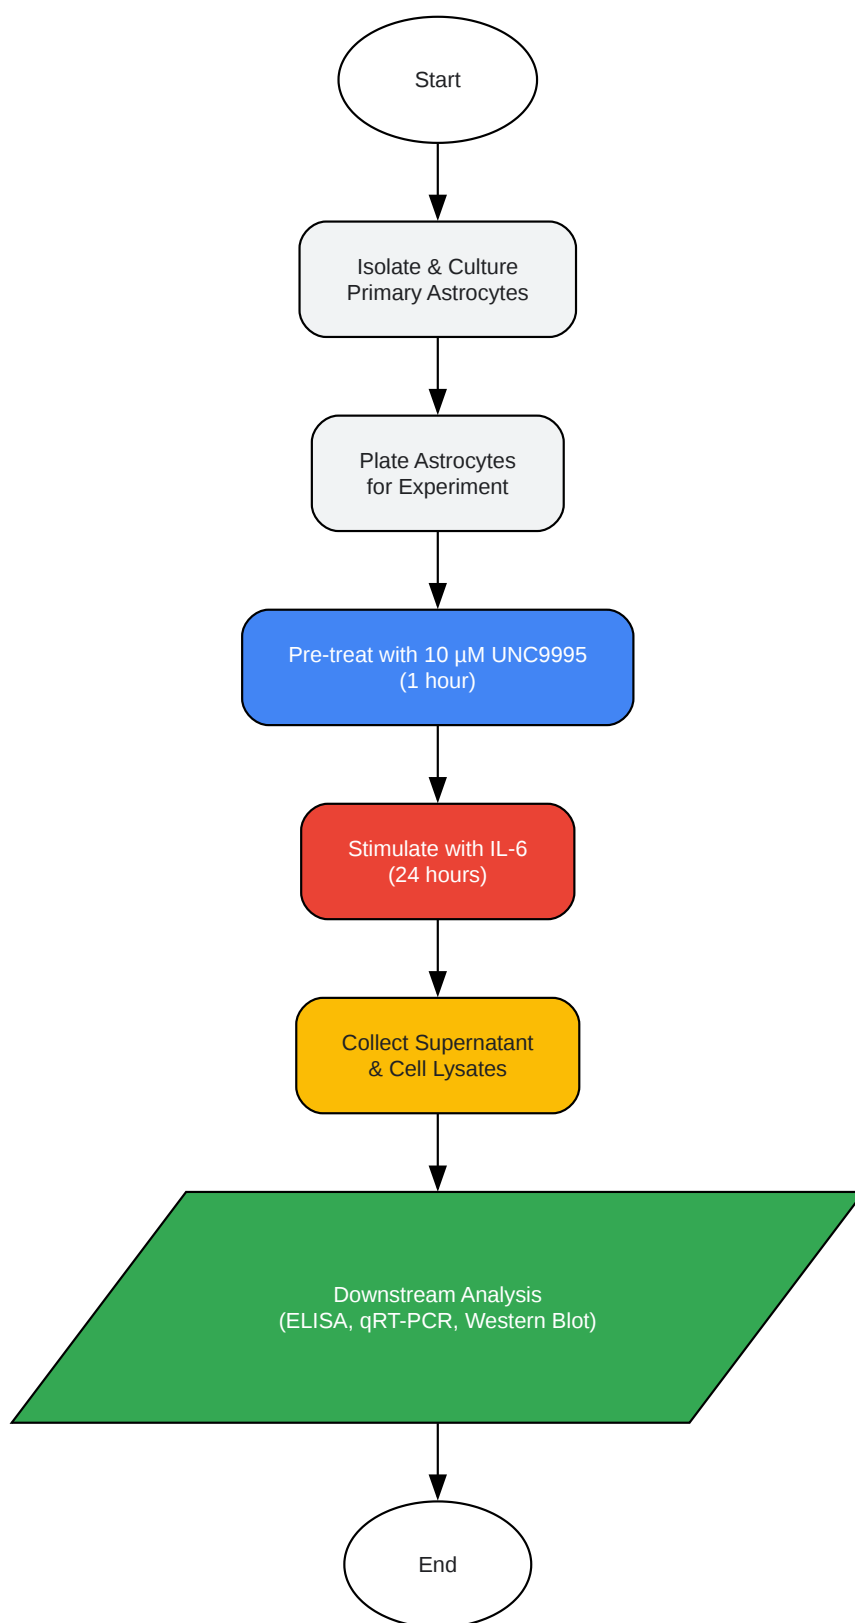 Start
Isolate & Culture
Primary Astrocytes
Plate Astrocytes
for Experiment
Pre-treat with 10 µM UNC9995
(1 hour)
Stimulate with IL-6
(24 hours)
Collect Supernatant
& Cell Lysates
Downstream Analysis
(ELISA, qRT-PCR, Western Blot)
End